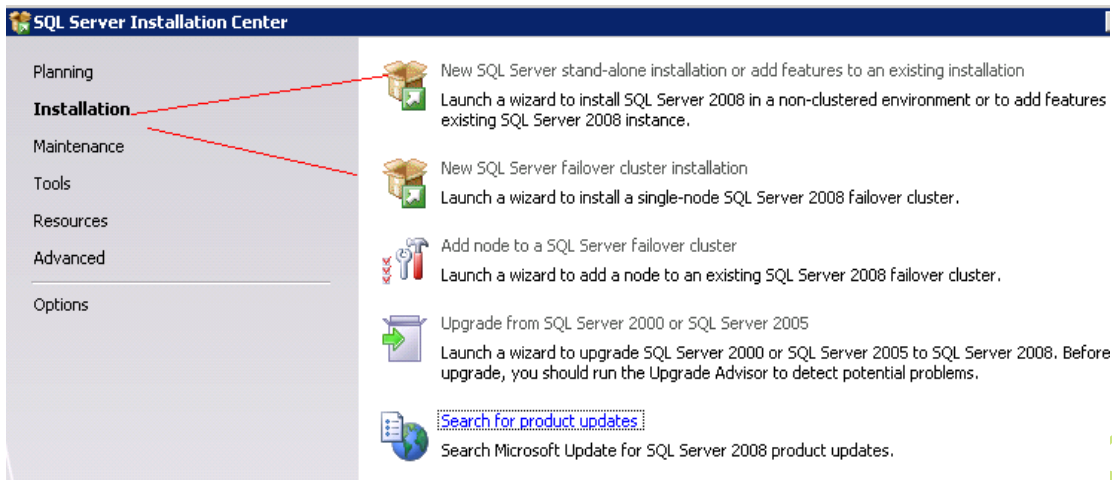 SQL Server Installation Center
Planning
Installation
Maintenance
Tools
Resources
Advanced
Options
New SQL Server stand-alone installation or add features to an existing installation
Launch a wizard to install SQL Server 2008 in a non-clustered environment or to add features
existing SQL Server 2008 instance.
New SQL Server failover cluster installation
Launch a wizard to install a single-node SQL Server 2008 failover cluster.
Add node to a SQL Server failover cluster
Launch a wizard to add a node to an existing SQL Server 2008 failover cluster.
Upgrade from SQL Server 2000 or SQL Server 2005
Launch a wizard to upgrade SQL Server 2000 or SQL Server 2005 to SQL Server 2008. Before
upgrade, you should run the Upgrade Advisor to detect potential problems.
Search for product updates
Search Microsoft Update for SQL Server 2008 product updates.